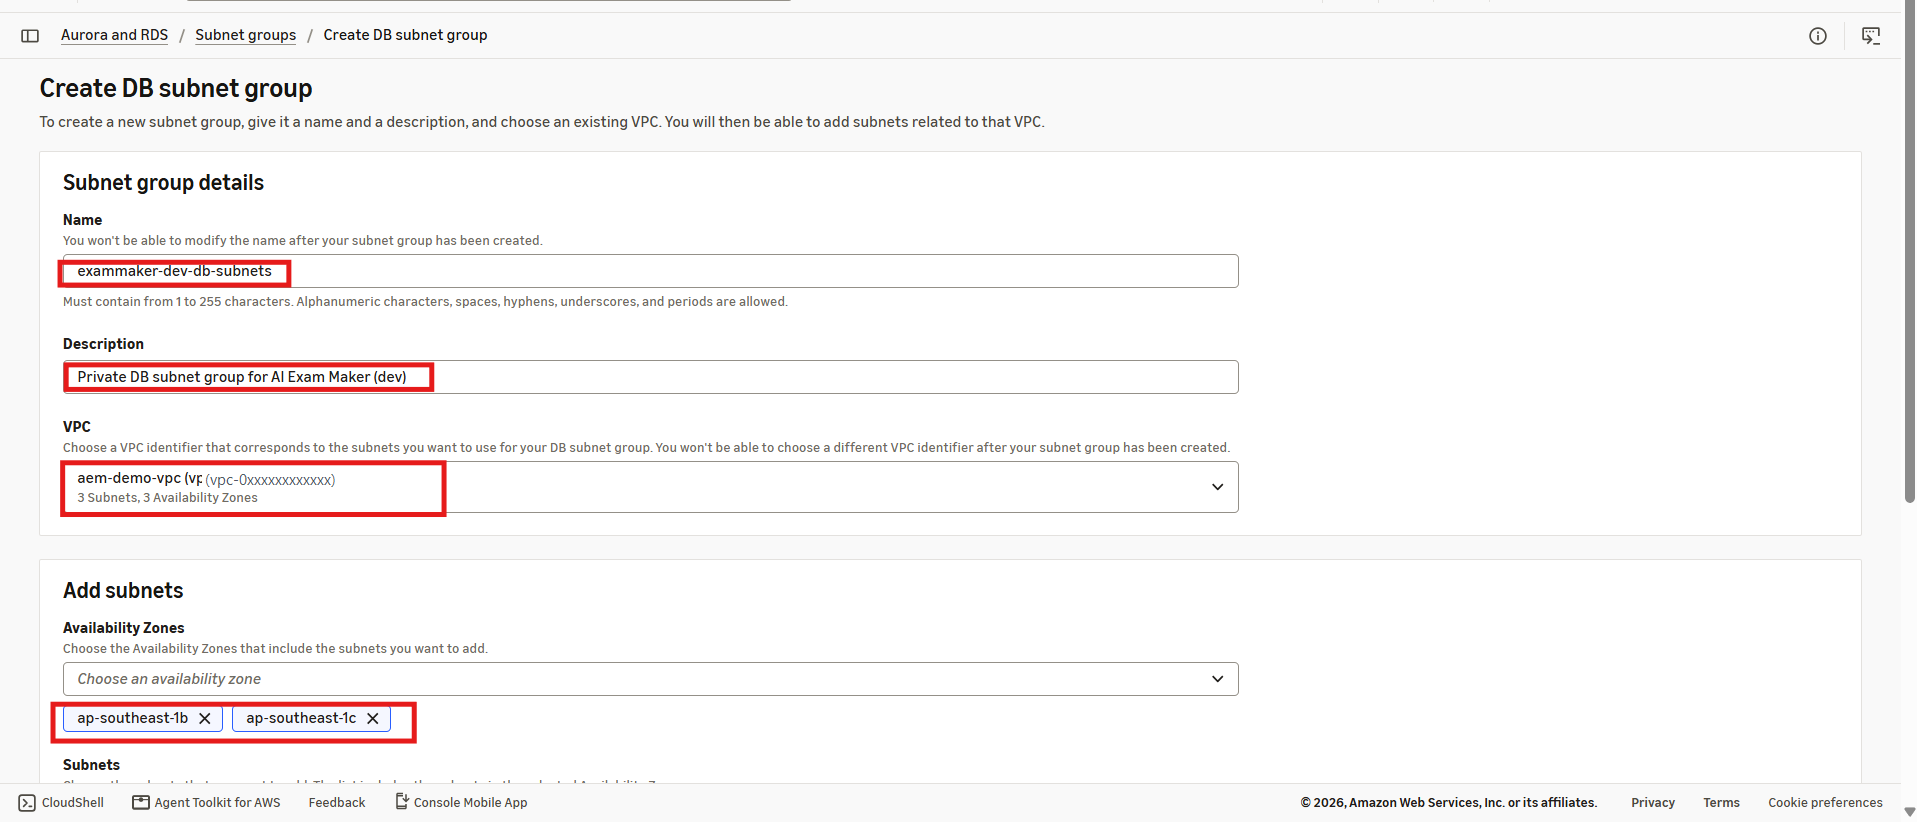 Aurora and RDS / Subnet groups / Create DB subnet group
Create DB subnet group
To create a new subnet group, give it a name and a description, and choose an existing VPC. You will then be able to add subnets related to that VPC.
Subnet group details
Name
You won't be able to modify the name after your subnet group has been created.
exammaker-dev-db-subnets
Must contain from 1 to 255 characters. Alphanumeric characters, spaces, hyphens, underscores, and periods are allowed.
Description
Private DB subnet group for AI Exam Maker (dev)
VPC
Choose a VPC identifier that corresponds to the subnets you want to use for your DB subnet group. You won't be able to choose a different VPC identifier after your subnet group has been created.
aem-demo-vpc (vp (vpc-0xxxxxxxxxxxx)
3 Subnets, 3 Availability Zones
Add subnets
Availability Zones
Choose the Availability Zones that include the subnets you want to add.
Choose an availability zone
ap-southeast-1b ap-southeast-1c
Subnets
CloudShell Agent Toolkit for AWS Feedback Console Mobile App © 2026, Amazon Web Services, Inc. or its affiliates. Privacy Terms Cookie preferences